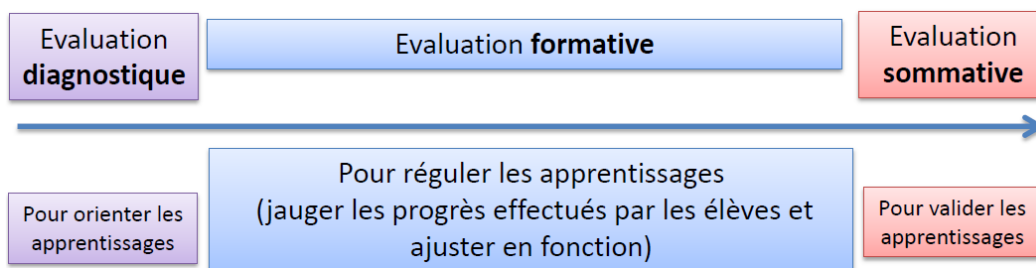 Evaluation
diagnostique
Evaluation formative
Evaluation
sommative
Pour orienter les
apprentissages
Pour réguler les apprentissages
(jauger les progrès effectués par les élèves et
ajuster en fonction)
Pour valider les
apprentissages